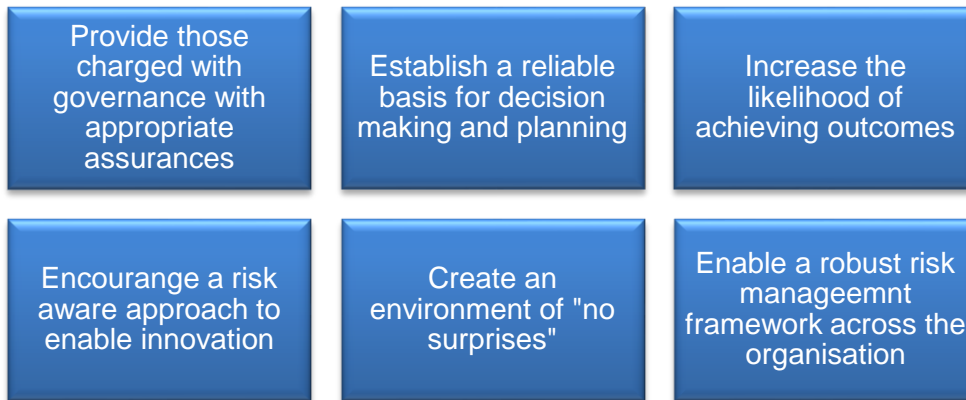 Provide those
charged with
governance with
appropriate
assurances
Establish a reliable
basis for decision
making and planning
Increase the
likelihood of
achieving outcomes
Encourange a risk
aware approach to
enable innovation
Create an
environment of "no
surprises"
Enable a robust risk
manageemnt
framework across the
organisation